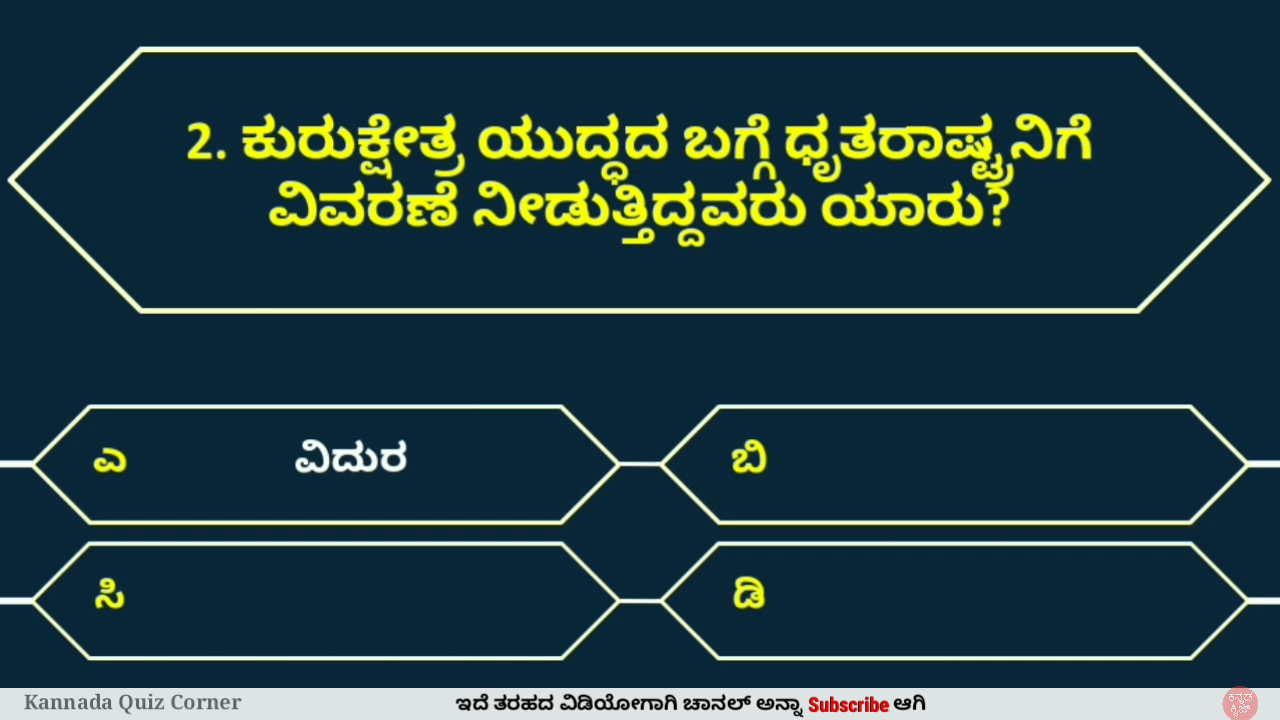 2. ಕುರುಕ್ಷೇತ್ರ ಯುದ್ಧದ ಬಗ್ಗೆ ಧೃತರಾಷ್ಟ್ರನಿಗೆ
ವಿವರಣೆ ನೀಡುತ್ತಿದ್ದವರು ಯಾರು?
ಎ ವಿದುರ
ಬಿ
ಸಿ
ಡಿ
Kannada Quiz Corner
ಇದೆ ತರಹದ ವಿಡಿಯೋಗಾಗಿ ಚಾನಲ್ ಅನ್ನಾ Subscribe ಆಗಿ